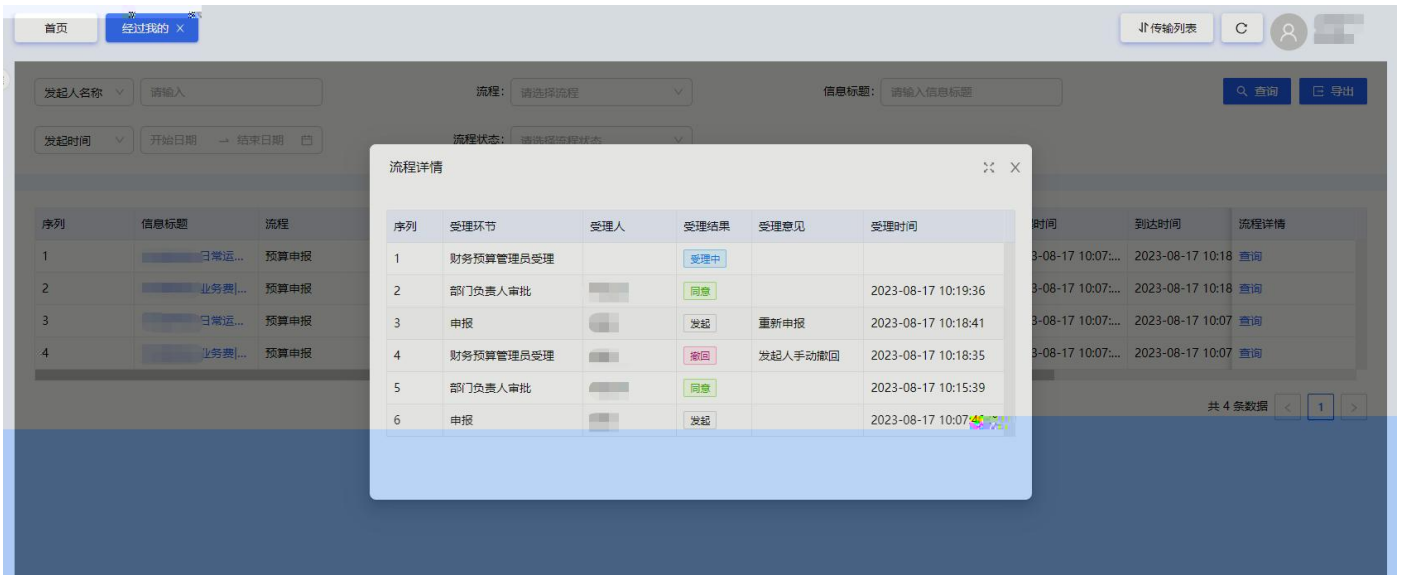 首页 经过我的 × 传输列表
发起人名称 请输入 流程： 请选择流程 信息标题： 请输入信息标题 查询 导出
发起时间 开始日期 → 结束日期 流程状态： 请选择流程状态
流程详情
序列 信息标题 流程 时间 到达时间 流程详情
1 日常运... 预算申报 3-08-17 10:07:... 2023-08-17 10:18 查询
2 业务费|... 预算申报 3-08-17 10:07:... 2023-08-17 10:18 查询
3 日常运... 预算申报 3-08-17 10:07:... 2023-08-17 10:07 查询
4 业务费|... 预算申报 3-08-17 10:07:... 2023-08-17 10:07 查询
共 4 条数据 < 1 >
序列 受理环节 受理人 受理结果 受理意见 受理时间
1 财务预算管理员受理 受理中
2 部门负责人审批 同意 2023-08-17 10:19:36
3 申报 发起 重新申报 2023-08-17 10:18:41
4 财务预算管理员受理 撤回 发起人手动撤回 2023-08-17 10:18:35
5 部门负责人审批 同意 2023-08-17 10:15:39
6 申报 发起 2023-08-17 10:07